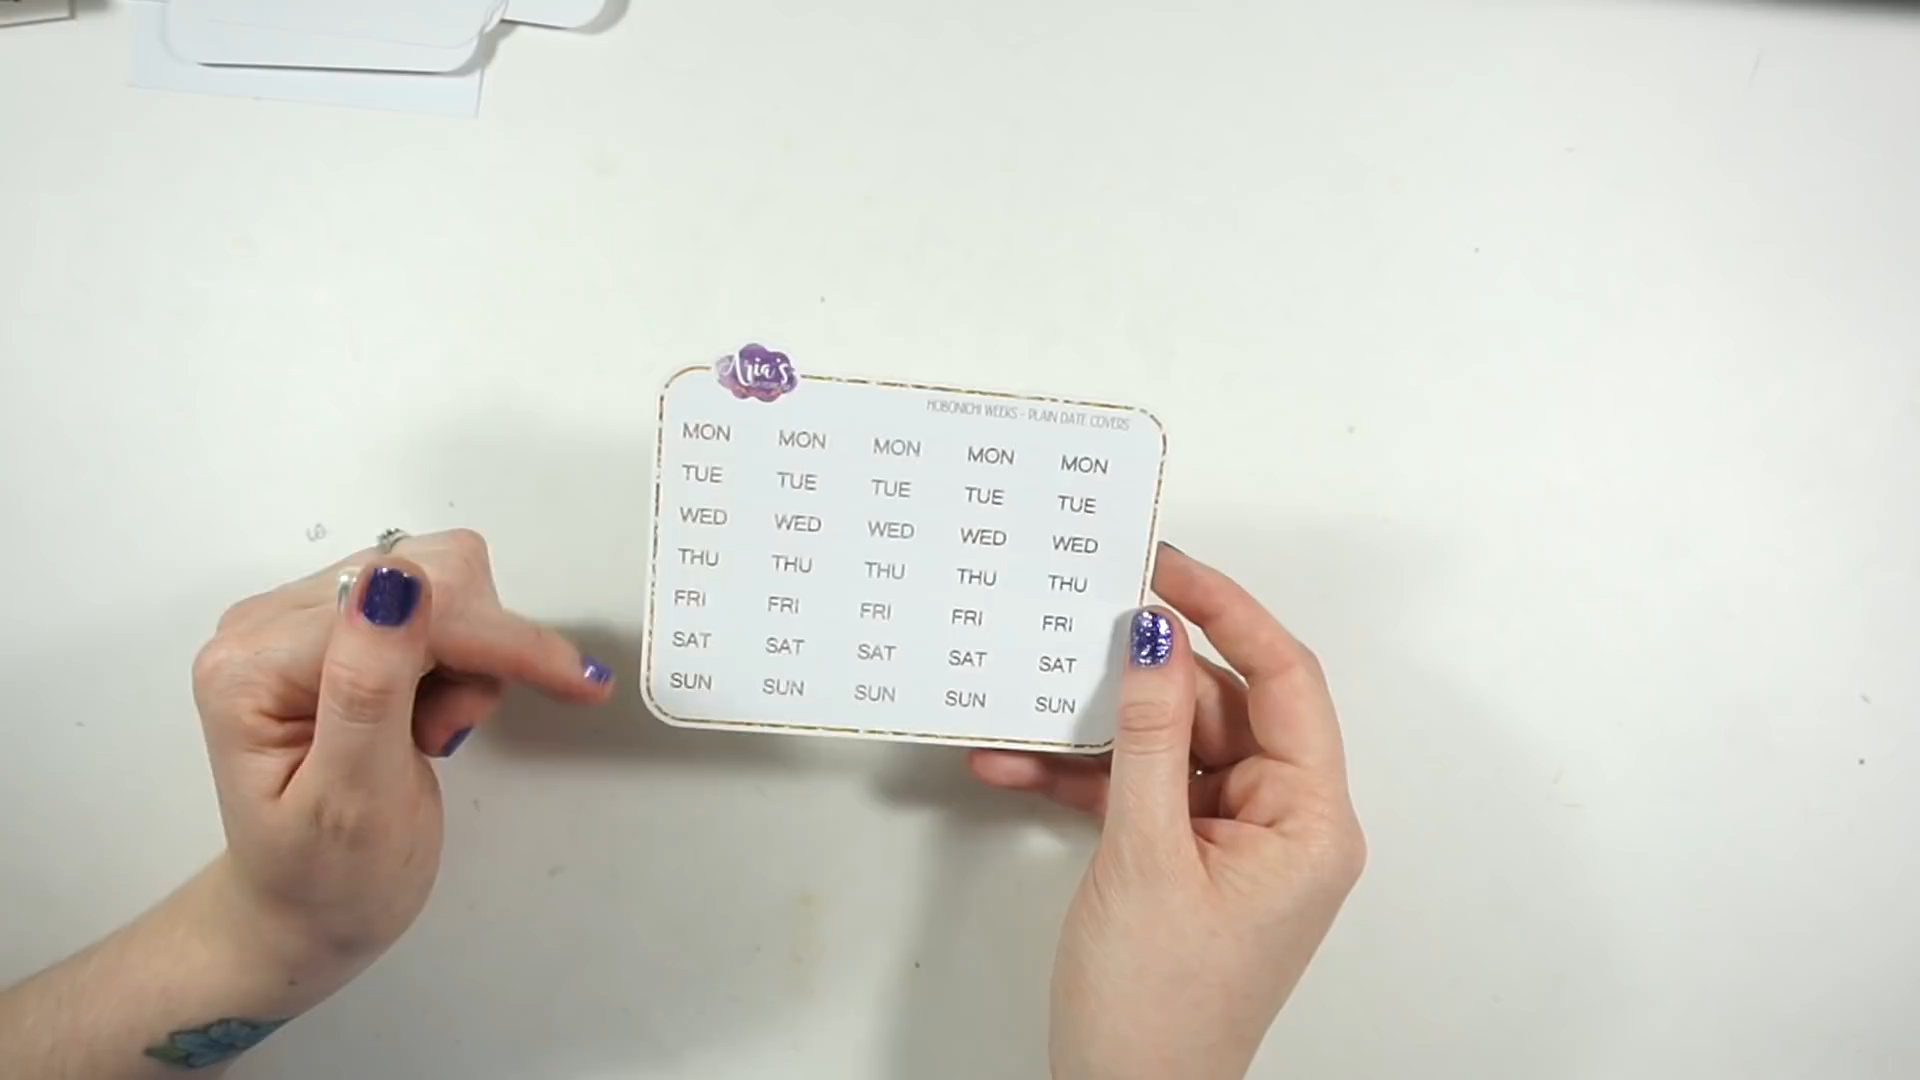 Aria's
HOBONICHI WEEKS - PLAIN DATE COVERS
MON MON MON MON MON
TUE TUE TUE TUE TUE
WED WED WED WED WED
THU THU THU THU THU
FRI FRI FRI FRI FRI
SAT SAT SAT SAT SAT
SUN SUN SUN SUN SUN